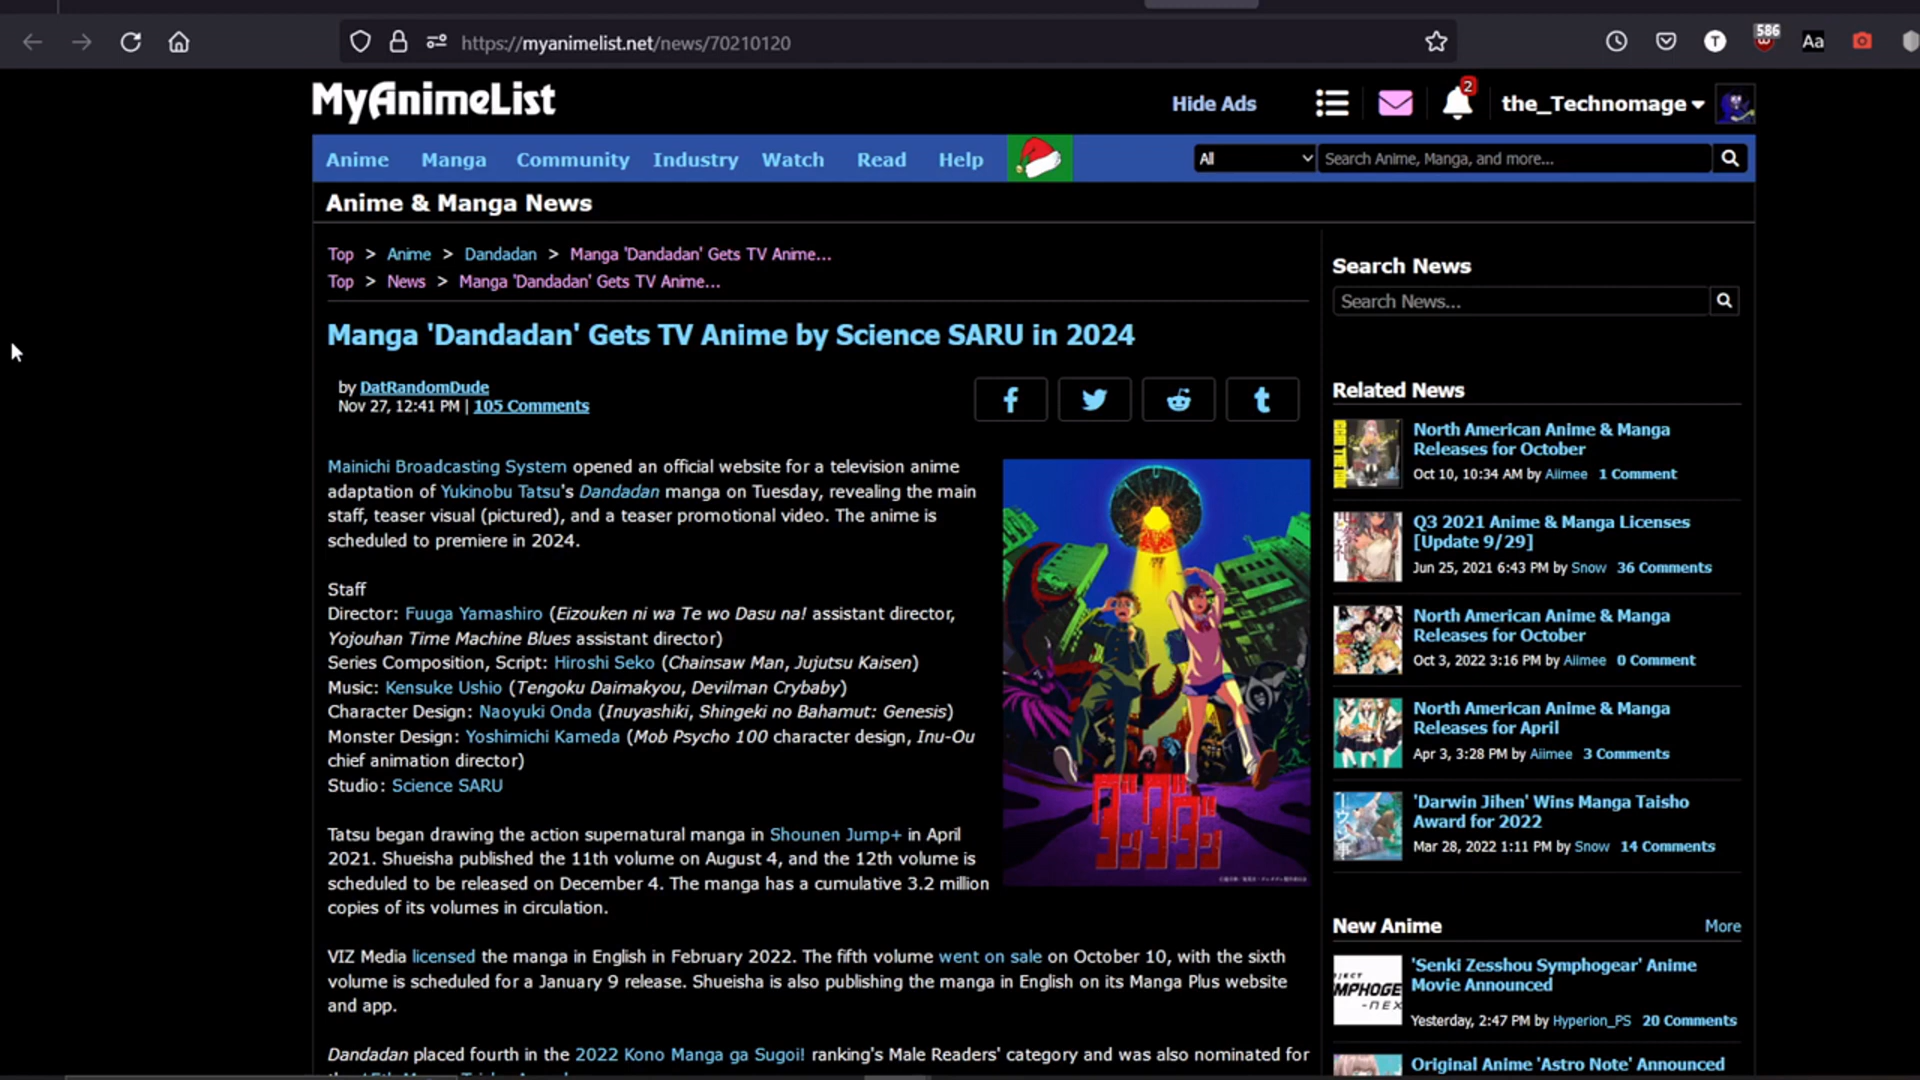 https://myanimelist.net/news/70210120
T
586
Aa
MyAnimeList
Hide Ads
2
the_Technomage
Anime Manga Community Industry Watch Read Help
All
Search Anime, Manga, and more...
Anime & Manga News
Top > Anime > Dandadan > Manga 'Dandadan' Gets TV Anime...
Top > News > Manga 'Dandadan' Gets TV Anime...
Manga 'Dandadan' Gets TV Anime by Science SARU in 2024
by DatRandomDude
Nov 27, 12:41 PM | 105 Comments
Mainichi Broadcasting System opened an official website for a television anime
adaptation of Yukinobu Tatsu's Dandadan manga on Tuesday, revealing the main
staff, teaser visual (pictured), and a teaser promotional video. The anime is
scheduled to premiere in 2024.
Staff
Director: Fuuga Yamashiro (Eizouken ni wa Te wo Dasu na! assistant director,
Yojouhan Time Machine Blues assistant director)
Series Composition, Script: Hiroshi Seko (Chainsaw Man, Jujutsu Kaisen)
Music: Kensuke Ushio (Tengoku Daimakyou, Devilman Crybaby)
Character Design: Naoyuki Onda (Inuyashiki, Shingeki no Bahamut: Genesis)
Monster Design: Yoshimichi Kameda (Mob Psycho 100 character design, Inu-Ou
chief animation director)
Studio: Science SARU
Tatsu began drawing the action supernatural manga in Shounen Jump+ in April
2021. Shueisha published the 11th volume on August 4, and the 12th volume is
scheduled to be released on December 4. The manga has a cumulative 3.2 million
copies of its volumes in circulation.
ダンダダン
VIZ Media licensed the manga in English in February 2022. The fifth volume went on sale on October 10, with the sixth
volume is scheduled for a January 9 release. Shueisha is also publishing the manga in English on its Manga Plus website
and app.
Dandadan placed fourth in the 2022 Kono Manga ga Sugoi! ranking's Male Readers' category and was also nominated for
Search News
Search News...
Related News
North American Anime & Manga
Releases for October
Oct 10, 10:34 AM by Aiimee 1 Comment
Q3 2021 Anime & Manga Licenses
[Update 9/29]
Jun 25, 2021 6:43 PM by Snow 36 Comments
North American Anime & Manga
Releases for October
Oct 3, 2022 3:16 PM by Aiimee 0 Comment
North American Anime & Manga
Releases for April
Apr 3, 3:28 PM by Aiimee 3 Comments
'Darwin Jihen' Wins Manga Taisho
Award for 2022
Mar 28, 2022 1:11 PM by Snow 14 Comments
New Anime More
'Senki Zesshou Symphogear' Anime
Movie Announced
Yesterday, 2:47 PM by Hyperion_PS 20 Comments
Original Anime 'Astro Note' Announced